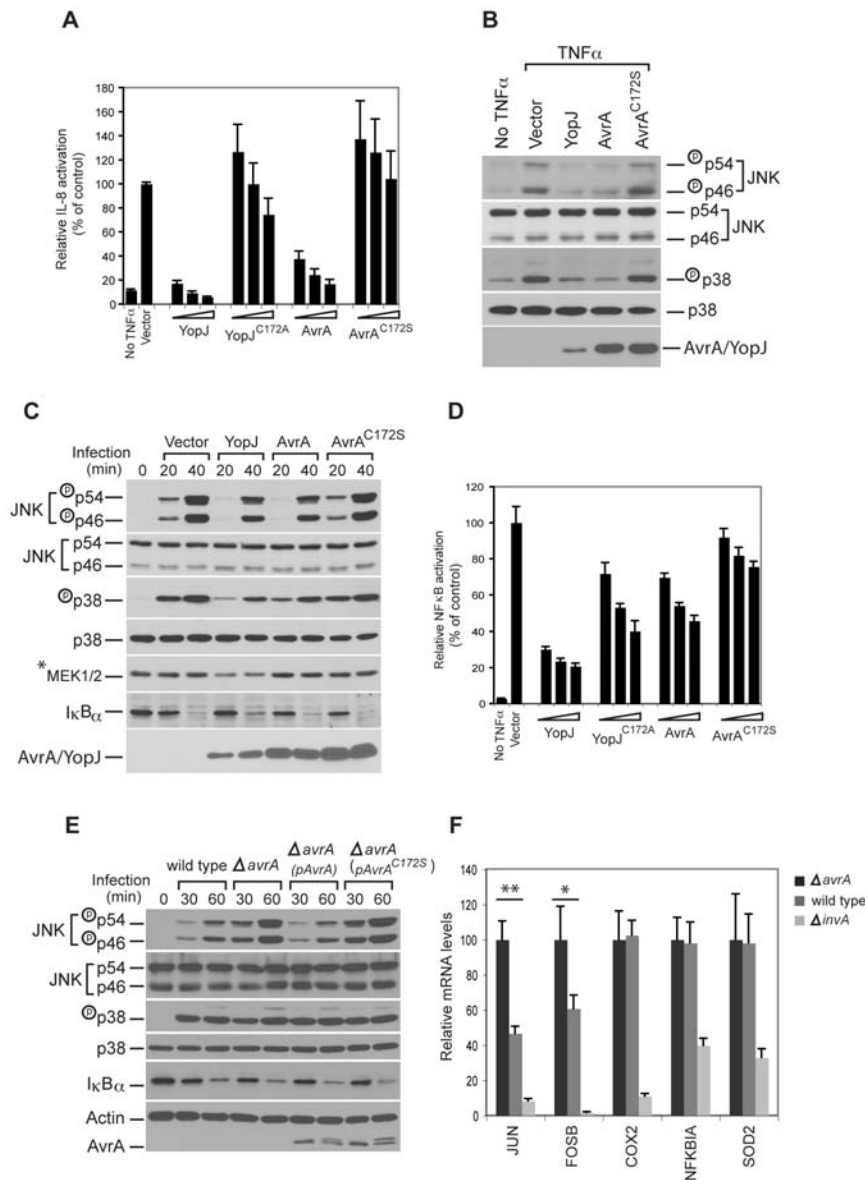 A
Relative IL-8 activation
(% of control)
180
160
140
120
100
80
60
40
20
0
No TNFα
Vector
YopJ
YopJC172A
AvrA
AvrAC172S
B
TNFα
No TNFα
Vector
YopJ
AvrA
AvrAC172S
Ⓟ p54
Ⓟ p46
JNK
p54
p46
JNK
Ⓟ p38
p38
AvrA/YopJ
C
Infection
(min)
Vector YopJ AvrA AvrAC172S
0 20 40 20 40 20 40 20 40
JNK
Ⓟ p54
Ⓟ p46
JNK
p54
p46
Ⓟ p38
p38
*MEK1/2
IκBα
AvrA/YopJ
D
Relative NF κB activation
(% of control)
120
100
80
60
40
20
0
No TNFα
Vector
YopJ
YopJC172A
AvrA
AvrAC172S
E
Infection
(min)
wild type ΔavrA ΔavrA (pAvrA) ΔavrA (pAvrAC172S)
0 30 60 30 60 30 60 30 60
JNK
Ⓟ p54
Ⓟ p46
JNK
p54
p46
Ⓟ p38
p38
IκBα
Actin
AvrA
F
Relative mRNA levels
140
120
100
80
60
40
20
0
** *
ΔavrA
wild type
ΔinvA
JUN
FOSB
COX2
NFKBIA
SOD2